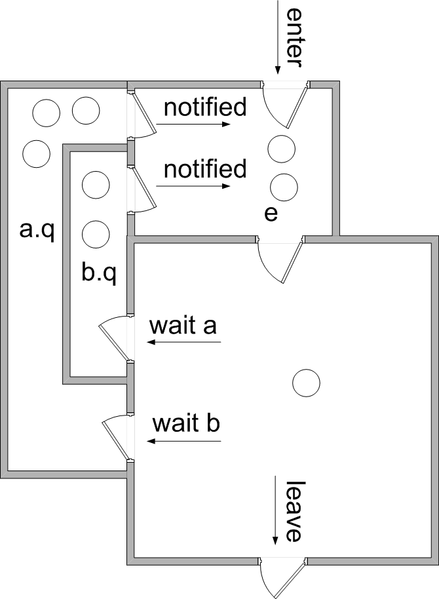 enter
notified
notified
e
a.q
b.q
wait a
wait b
leave